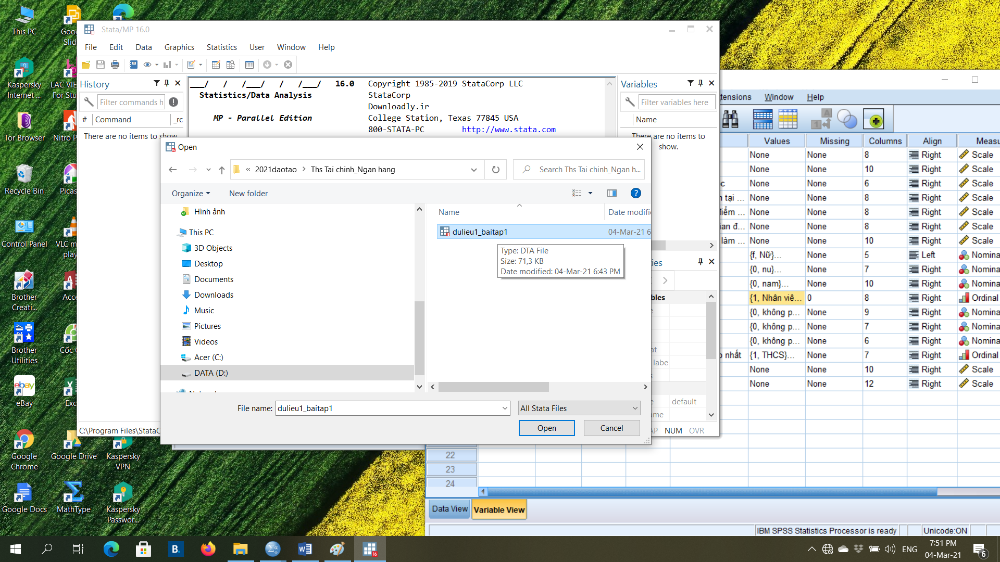 This PC
Goo
Slid
Kaspersky
Internet ...
LAC VIE
For Stu
Tor Browser
Nitro P
Recycle Bin
Picas
Control Panel
VLC m
play
Brother
Creati...
Acce
Brother
Utilities
Cốc C
ebay
eBay
Exc
Google
Chrome
Google Drive
Kaspersky
VPN
Google Docs
MathType
Kaspersky
Passwor...
Stata/MP 16.0
File Edit Data Graphics Statistics User Window Help
History
Filter commands h
# Command _rc
There are no items to show.
___/ / /___/ / /___/ 16.0 Copyright 1985-2019 StataCorp LLC
Statistics/Data Analysis StataCorp
Downloadly.ir
MP - Parallel Edition College Station, Texas 77845 USA
800-STATA-PC http://www.stata.com
Variables
Filter variables here
Name
There are no items to
show.
Open
« 2021daotao > Ths Tai chinh_Ngan hang
Search Ths Tai chinh_Ngan h...
Organize New folder
Hình ảnh
This PC
3D Objects
Desktop
Documents
Downloads
Music
Pictures
Videos
Acer (C:)
DATA (D:)
Name Date modifi
dulieu1_baitap1 04-Mar-21 6
Type: DTA File
Size: 71,3 KB
Date modified: 04-Mar-21 6:43 PM
File name: dulieu1_baitap1 All Stata Files
Open Cancel
ies
bles
e
at
labe
s
e default
me
C:\Program Files\StataC
AP NUM OVR
tensions Window Help
Values Missing Columns Align Measu
None None 8 Right Scale
None None 10 Right Scale
c None None 6 Right Scale
n tại ... None None 8 Right Scale
điểm ... None None 8 Right Scale
ian đ... None None 8 Right Scale
làm ... None None 10 Right Scale
{f, Nữ}... None 5 Left Nomina
{0, nu}... None 7 Right Nomina
{0, nam}... None 10 Right Nomina
{1, Nhân viê... 0 8 Right Ordinal
{0, không p... None 9 Right Nomina
{0, không p... None 7 Right Nomina
{0, không p... None 6 Right Nomina
o nhất {1, THCS}... None 7 Right Ordinal
None None 10 Right Scale
None None 12 Right Scale
22
23
24
Data View Variable View
IBM SPSS Statistics Processor is ready Unicode:ON
B.
16
ENG
7:51 PM
04-Mar-21
6